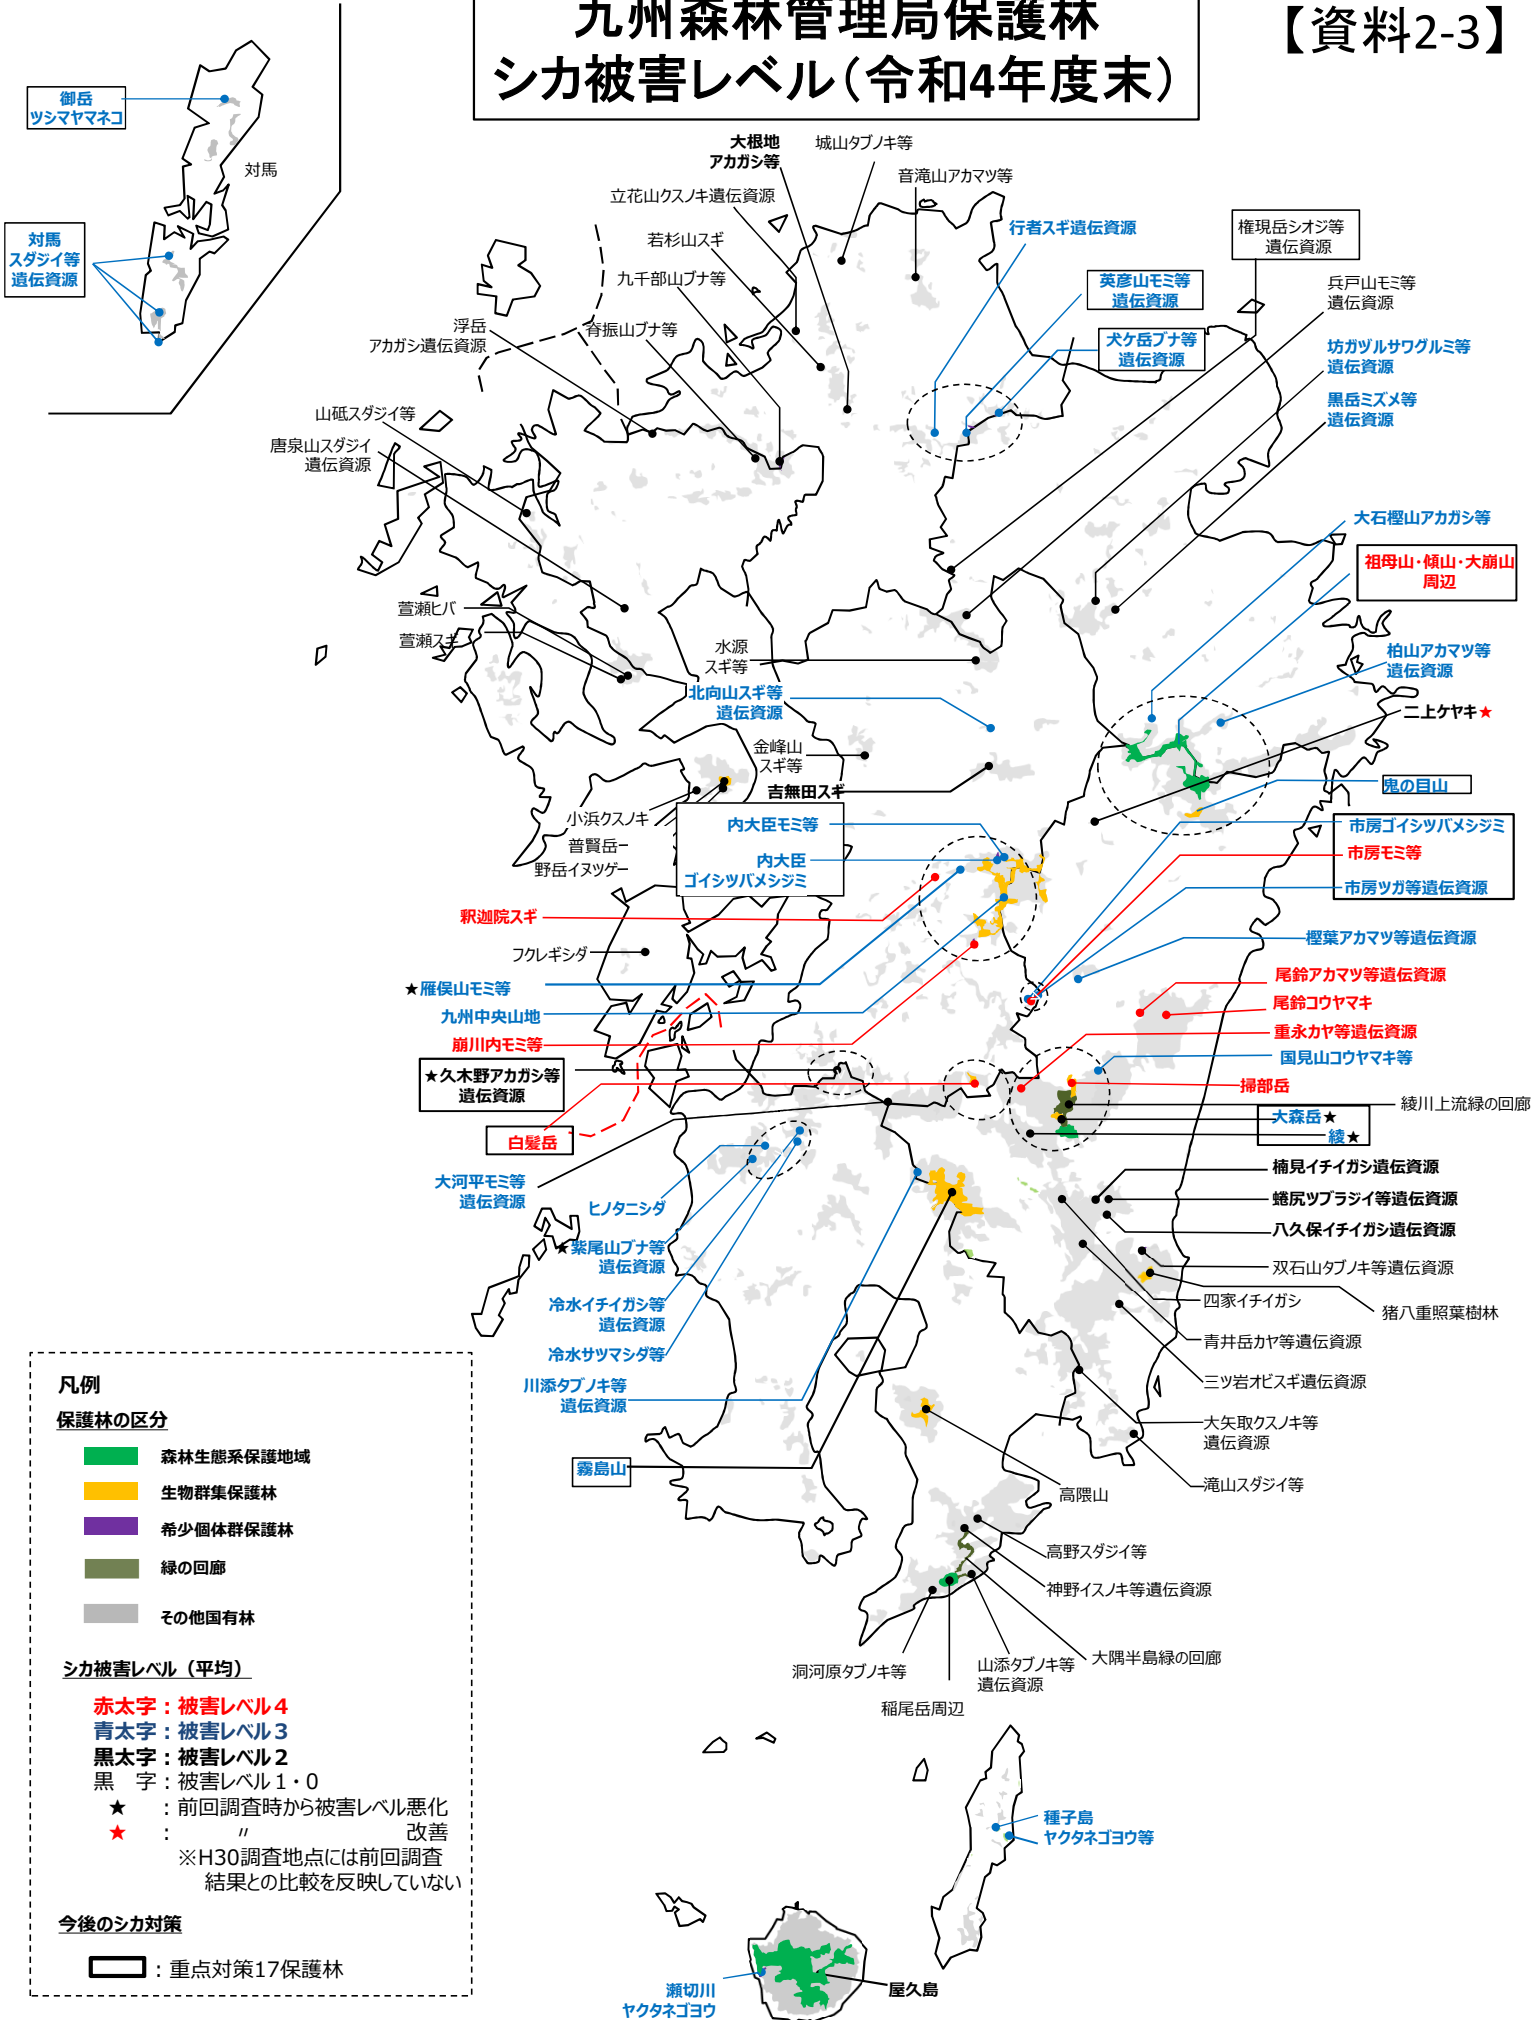 九州森林管理局保護林
シカ被害レベル（令和4年度末）
【資料2-3】
御岳
ツシマヤマネコ
対馬
対馬
スダジイ等
遺伝資源
大根地
アカガシ等
城山タブノキ等
音滝山アカマツ等
立花山クスノキ遺伝資源
若杉山スギ
九千部山ブナ等
脊振山ブナ等
浮岳
アカガシ遺伝資源
山砥スダジイ等
唐泉山スダジイ
遺伝資源
行者スギ遺伝資源
英彦山モミ等
遺伝資源
犬ケ岳ブナ等
遺伝資源
権現岳シオジ等
遺伝資源
兵戸山モミ等
遺伝資源
坊ガヅルサワグルミ等
遺伝資源
黒岳ミズメ等
遺伝資源
大石樫山アカガシ等
祖母山・傾山・大崩山
周辺
柏山アカマツ等
遺伝資源
二上ケヤキ★
鬼の目山
萱瀬ヒバ
萱瀬スギ
水源
スギ等
北向山スギ等
遺伝資源
金峰山
スギ等
吉無田スギ
小浜クスノキ
普賢岳
野岳イヌツゲ
内大臣モミ等
内大臣
ゴイシツバメシジミ
市房ゴイシツバメシジミ
市房モミ等
市房ツガ等遺伝資源
釈迦院スギ
フクレギシダ
★雁俣山モミ等
九州中央山地
崩川内モミ等
樫葉アカマツ等遺伝資源
尾鈴アカマツ等遺伝資源
尾鈴コウヤマキ
重永カヤ等遺伝資源
国見山コウヤマキ等
掃部岳
綾川上流緑の回廊
大森岳★
綾★
★久木野アカガシ等
遺伝資源
白髪岳
大河平モミ等
遺伝資源
ヒノタニシダ
★紫尾山ブナ等
遺伝資源
冷水イチイガシ等
遺伝資源
冷水サツマシダ等
川添タブノキ等
遺伝資源
霧島山
楠見イチイガシ遺伝資源
蜷尻ツブラジイ等遺伝資源
八久保イチイガシ遺伝資源
双石山タブノキ等遺伝資源
四家イチイガシ
猪八重照葉樹林
青井岳カヤ等遺伝資源
三ツ岩オビスギ遺伝資源
大矢取クスノキ等
遺伝資源
滝山スダジイ等
高隈山
高野スダジイ等
神野イスノキ等遺伝資源
大隅半島緑の回廊
山添タブノキ等
遺伝資源
洞河原タブノキ等
稲尾岳周辺
種子島
ヤクタネゴヨウ等
瀬切川
ヤクタネゴヨウ
屋久島
凡例
保護林の区分
森林生態系保護地域
生物群集保護林
希少個体群保護林
緑の回廊
その他国有林
シカ被害レベル（平均）
赤太字：被害レベル４
青太字：被害レベル３
黒太字：被害レベル２
黒　字：被害レベル１・０
★　：前回調査時から被害レベル悪化
★　：　　〃　　　　　　　改善
※H30調査地点には前回調査
結果との比較を反映していない
今後のシカ対策
：重点対策17保護林